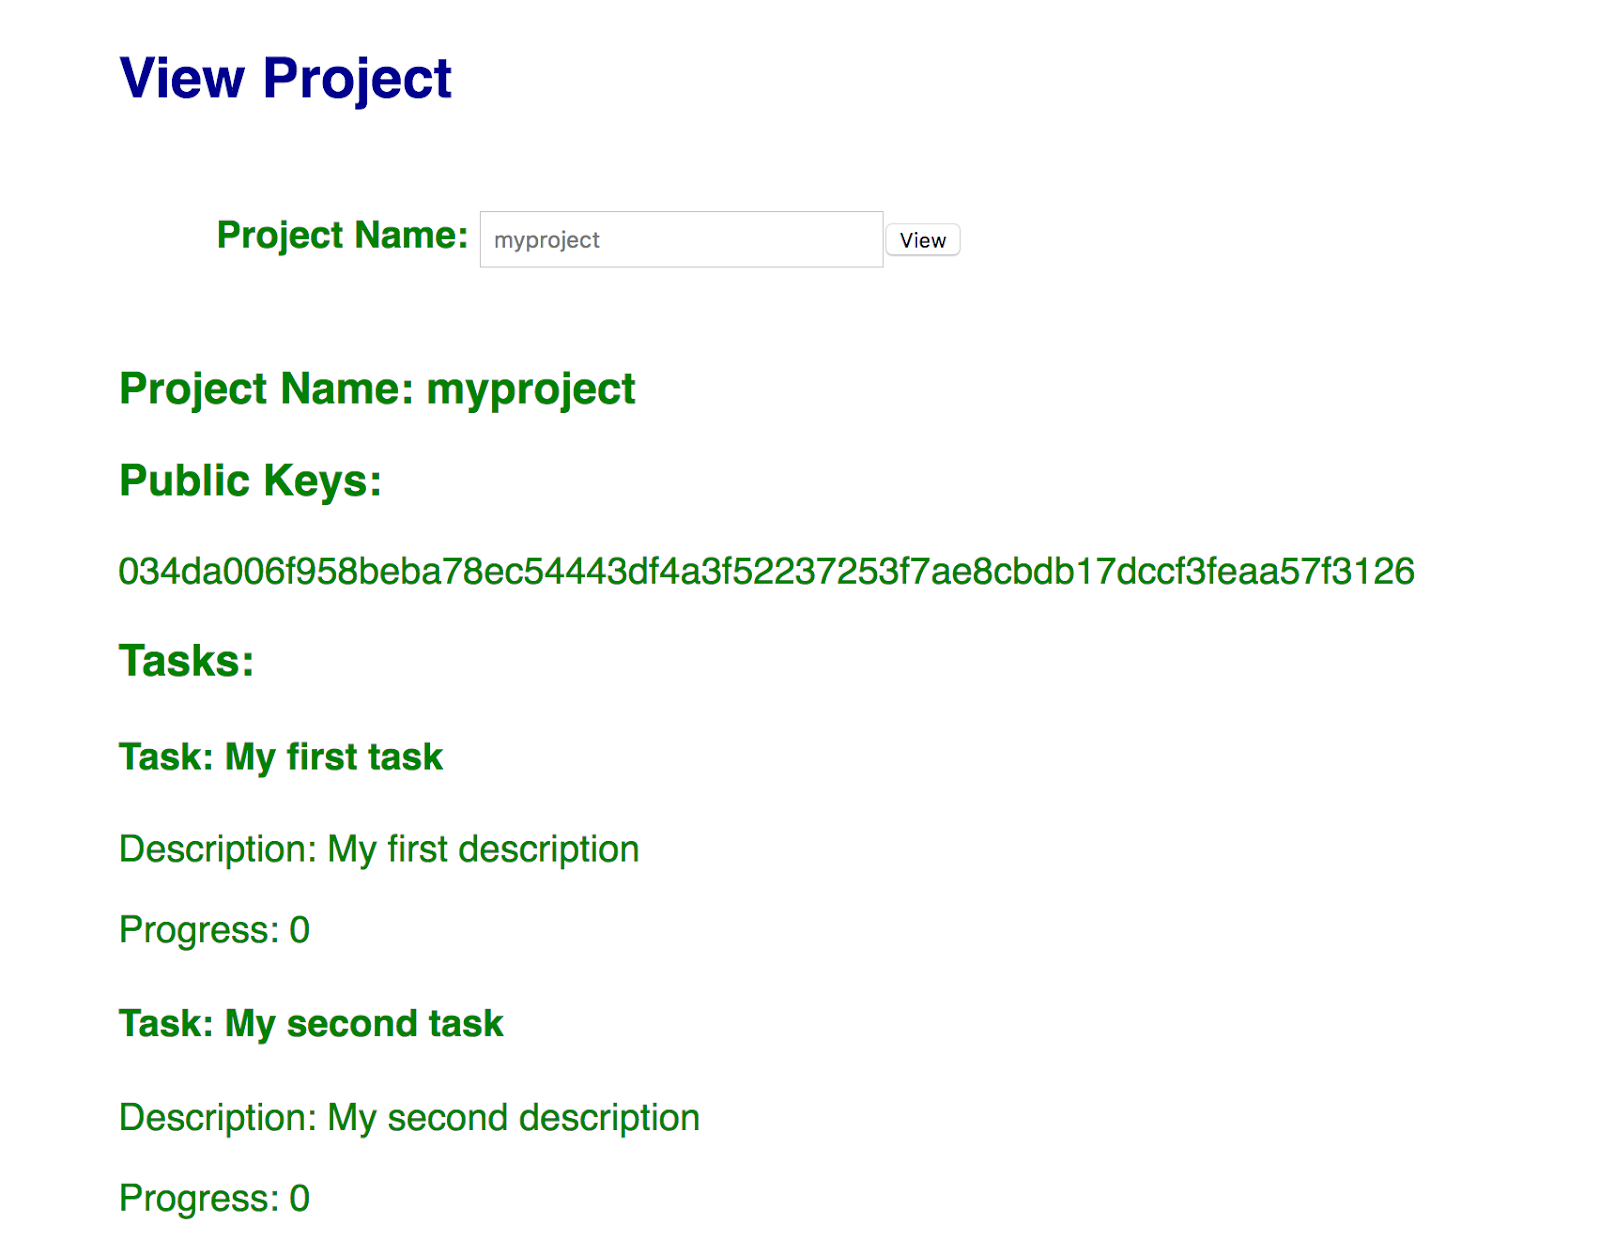 View Project
Project Name: myproject View
Project Name: myproject
Public Keys:
034da006f958beba78ec54443df4a3f52237253f7ae8cbdb17dccf3feaa57f3126
Tasks:
Task: My first task
Description: My first description
Progress: 0
Task: My second task
Description: My second description
Progress: 0